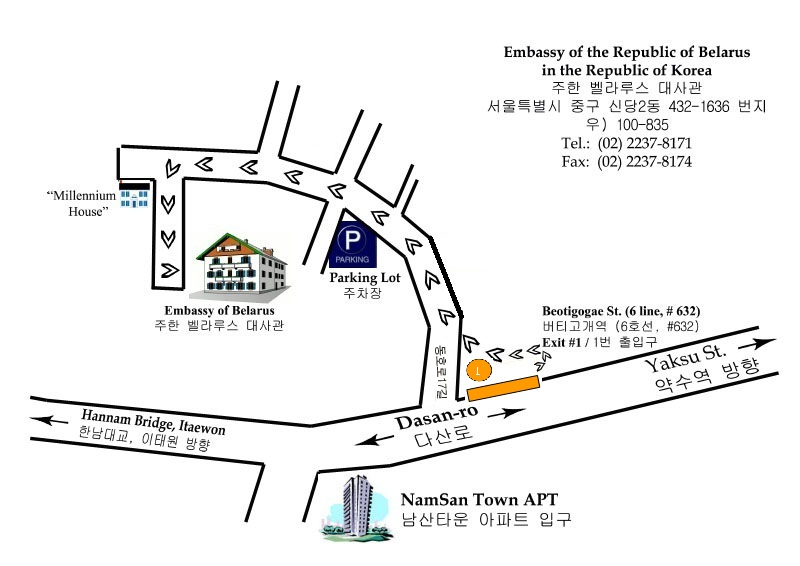 Embassy of the Republic of Belarus
in the Republic of Korea
주한 벨라루스 대사관
서울특별시 중구 신당2동 432-1636 번지
우) 100-835
Tel.: (02) 2237-8171
Fax: (02) 2237-8174
“Millennium
House”
P
PARKING
Parking Lot
주차장
Embassy of Belarus
주한 벨라루스 대사관
Beotigogae St. (6 line, # 632)
버티고개역 (6호선, #632)
Exit #1 / 1번 출입구
1
동호로17길
Yaksu St.
약수역 방향
Dasan-ro
다산로
Hannam Bridge, Itaewon
한남대교, 이태원 방향
NamSan Town APT
남산타운 아파트 입구